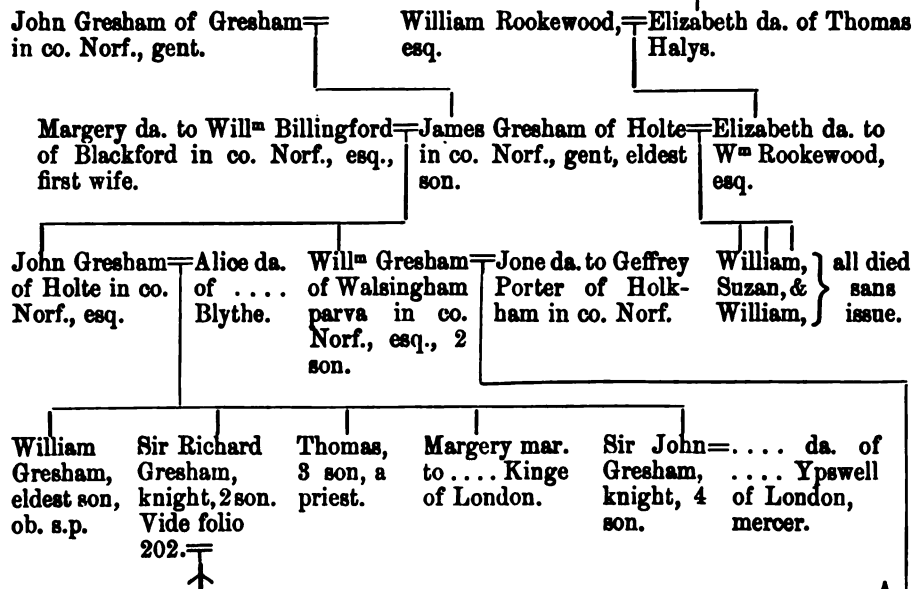 John Gresham of Gresham=
in co. Norf., gent.
William Rookewood,=
esq.
Elizabeth da. of Thomas
Halys.
Margery da. to Willᵐ Billingford=
of Blackford in co. Norf., esq.,
first wife.
James Gresham of Holte=
in co. Norf., gent, eldest
son.
Elizabeth da. to
Wᵐ Rookewood,
esq.
John Gresham=
of Holte in co.
Norf., esq.
Alice da.
of ....
Blythe.
Willᵐ Gresham=
of Walsingham
parva in co.
Norf., esq., 2
son.
Jone da. to Geffrey
Porter of Holk-
ham in co. Norf.
William,
Suzan, &
William,
all died
sans
issue.
William
Gresham,
eldest son,
ob. s.p.
Sir Richard
Gresham,
knight, 2 son.
Vide folio
202.=
Thomas,
3 son, a
priest.
Margery mar.
to .... Kinge
of London.
Sir John=
Gresham,
knight, 4
son.
.... da. of
.... Ypswell
of London,
mercer.